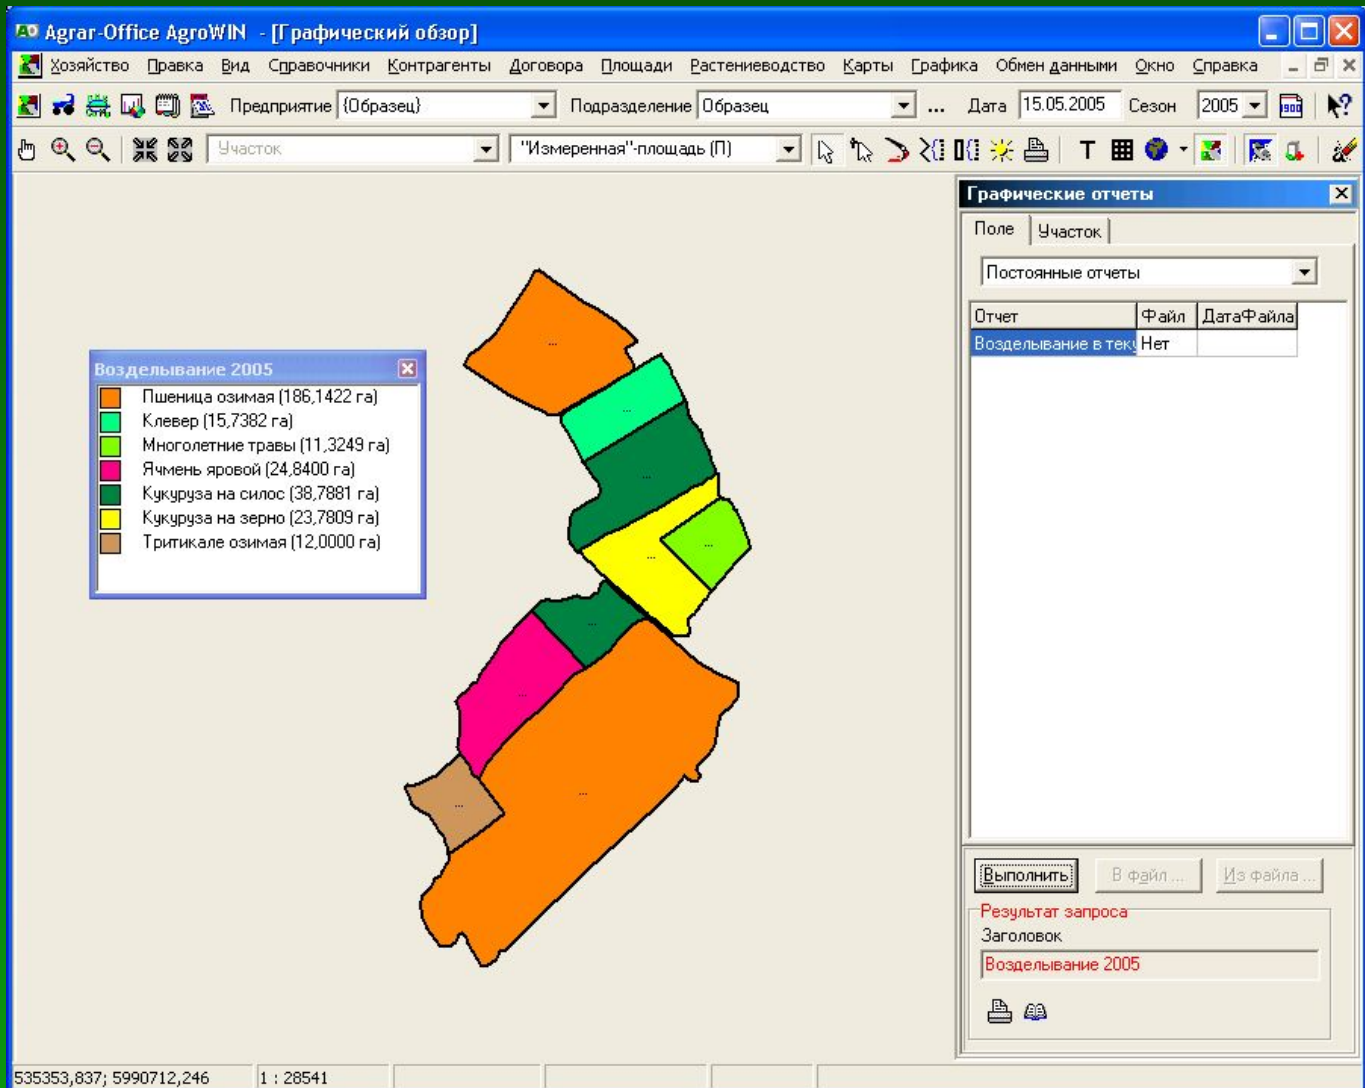 Agrar-Office AgroWIN - [Графический обзор]
Хозяйство Правка Вид Справочники Контрагенты Договора Площади Растениеводство Карты Графика Обмен данными Окно Справка
Предприятие {Образец} Подразделение Образец ... Дата 15.05.2005 Сезон 2005
Участок "Измеренная"-площадь (П) T
Графические отчеты
Поле Участок
Постоянные отчеты
Отчет Файл ДатаФайла
Возделывание в теку Нет
Возделывание 2005
Пшеница озимая (186,1422 га)
Клевер (15,7382 га)
Многолетние травы (11,3249 га)
Ячмень яровой (24,8400 га)
Кукуруза на силос (38,7881 га)
Кукуруза на зерно (23,7809 га)
Тритикале озимая (12,0000 га)
Выполнить В файл ... Из файла ...
Результат запроса
Заголовок
Возделывание 2005
535353,837; 5990712,246 1 : 28541